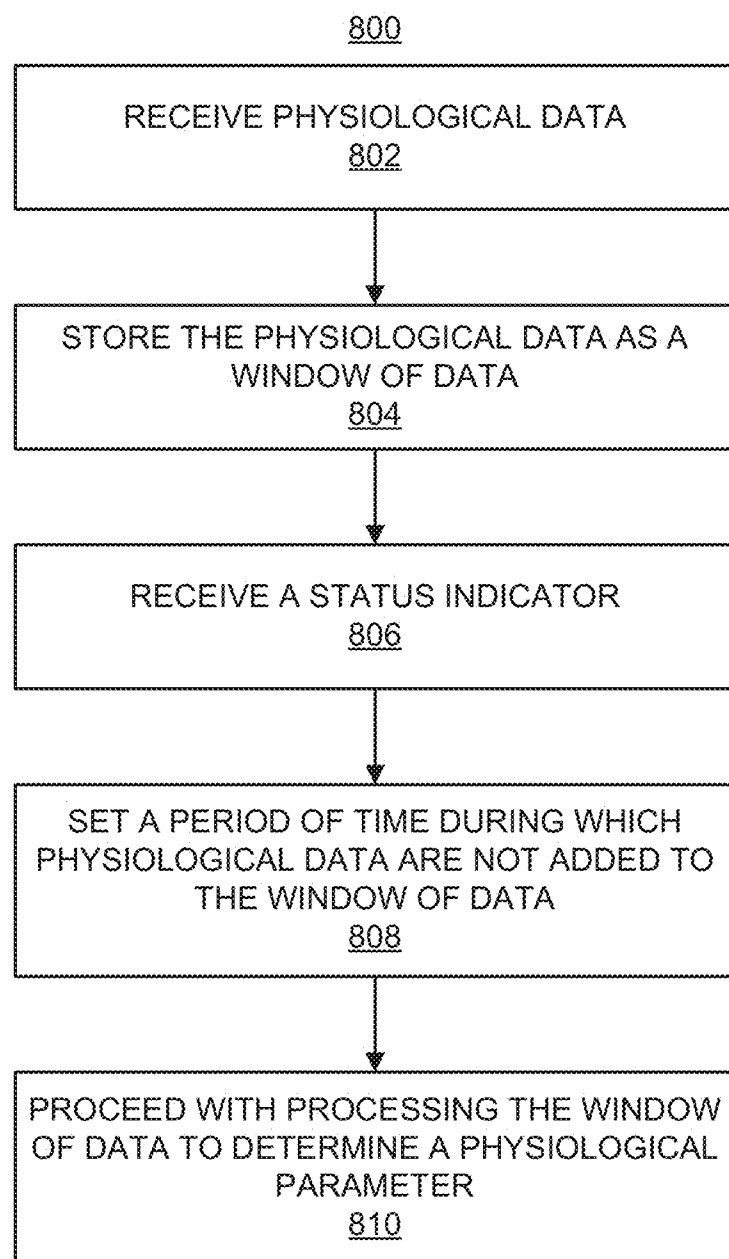 800
RECEIVE PHYSIOLOGICAL DATA
802
STORE THE PHYSIOLOGICAL DATA AS A
WINDOW OF DATA
804
RECEIVE A STATUS INDICATOR
806
SET A PERIOD OF TIME DURING WHICH
PHYSIOLOGICAL DATA ARE NOT ADDED TO
THE WINDOW OF DATA
808
PROCEED WITH PROCESSING THE WINDOW
OF DATA TO DETERMINE A PHYSIOLOGICAL
PARAMETER
810